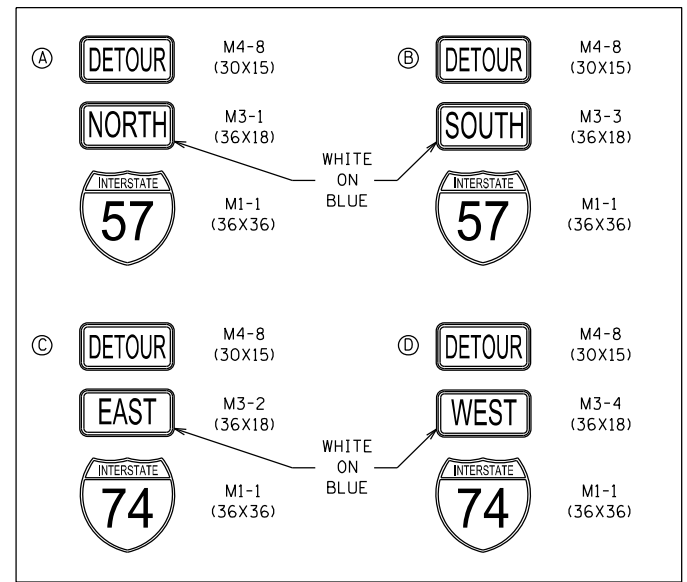 Ⓐ
DETOUR
M4-8
(30X15)
NORTH
M3-1
(36X18)
INTERSTATE
57
M1-1
(36X36)
WHITE
ON
BLUE
Ⓑ
DETOUR
M4-8
(30X15)
SOUTH
M3-3
(36X18)
INTERSTATE
57
M1-1
(36X36)
Ⓒ
DETOUR
M4-8
(30X15)
EAST
M3-2
(36X18)
INTERSTATE
74
M1-1
(36X36)
WHITE
ON
BLUE
Ⓓ
DETOUR
M4-8
(30X15)
WEST
M3-4
(36X18)
INTERSTATE
74
M1-1
(36X36)